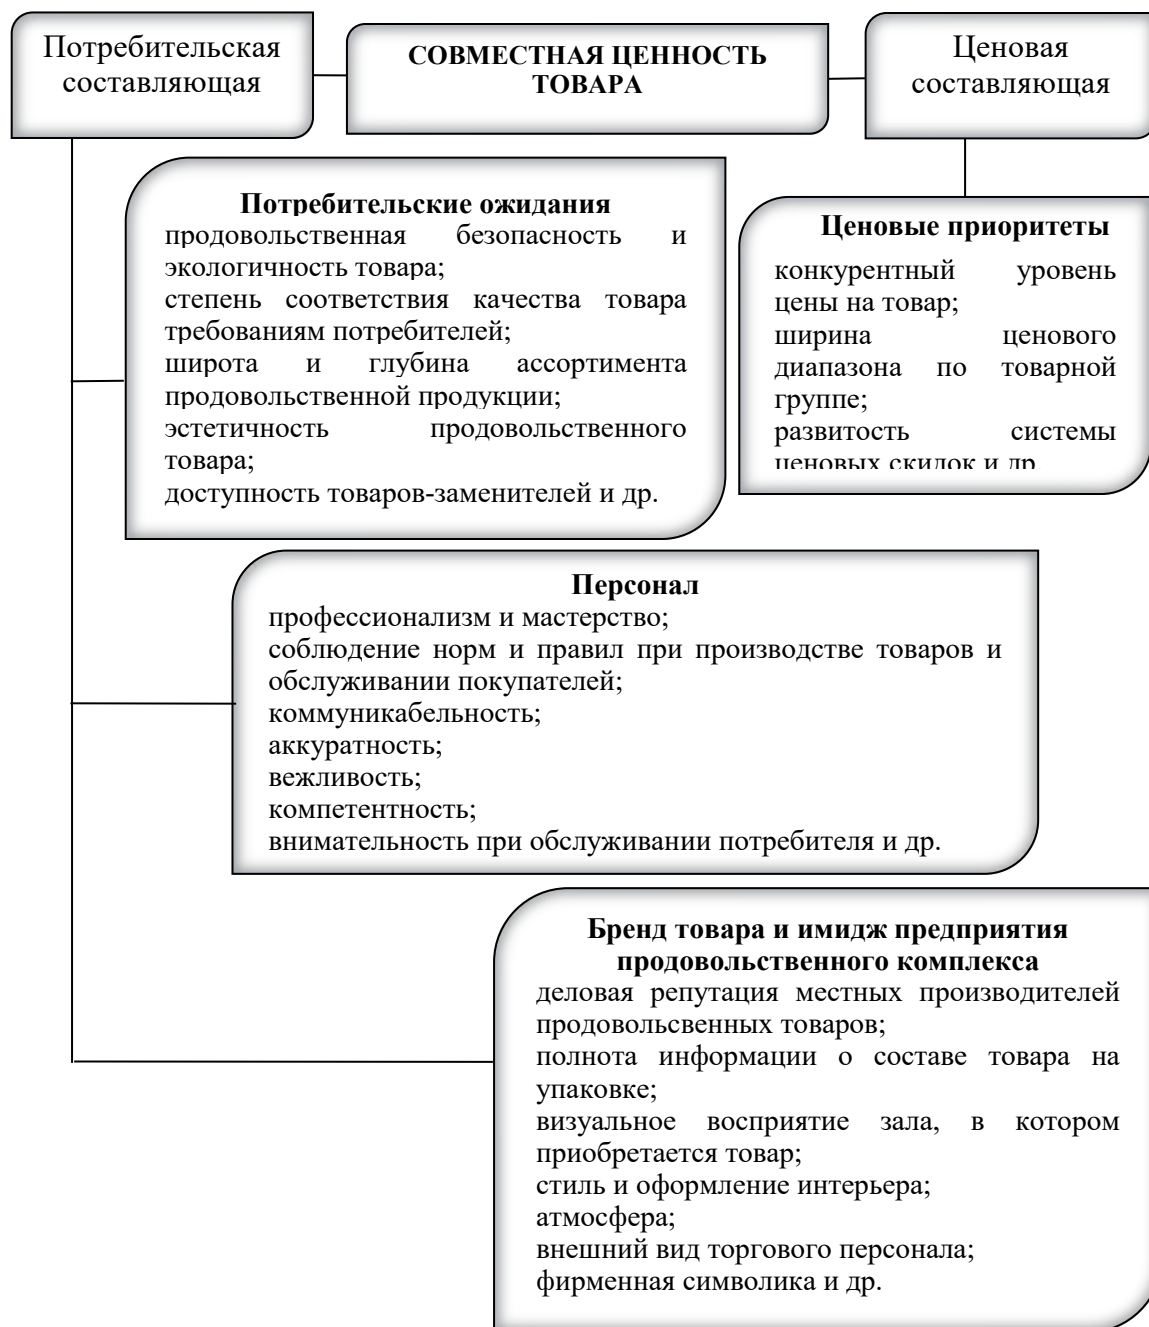 Потребительская
составляющая
СОВМЕСТНАЯ ЦЕННОСТЬ
ТОВАРА
Ценовая
составляющая
Потребительские ожидания
продовольственная безопасность и
экологичность товара;
степень соответствия качества товара
требованиям потребителей;
широта и глубина ассортимента
продовольственной продукции;
эстетичность продовольственного
товара;
доступность товаров-заменителей и др.
Ценовые приоритеты
конкурентный уровень
цены на товар;
ширина ценового
диапазона по товарной
группе;
развитость системы
ценовых скидок и др
Персонал
профессионализм и мастерство;
соблюдение норм и правил при производстве товаров и
обслуживании покупателей;
коммуникабельность;
аккуратность;
вежливость;
компетентность;
внимательность при обслуживании потребителя и др.
Бренд товара и имидж предприятия
продовольственного комплекса
деловая репутация местных производителей
продовольсвенных товаров;
полнота информации о составе товара на
упаковке;
визуальное восприятие зала, в котором
приобретается товар;
стиль и оформление интерьера;
атмосфера;
внешний вид торгового персонала;
фирменная символика и др.